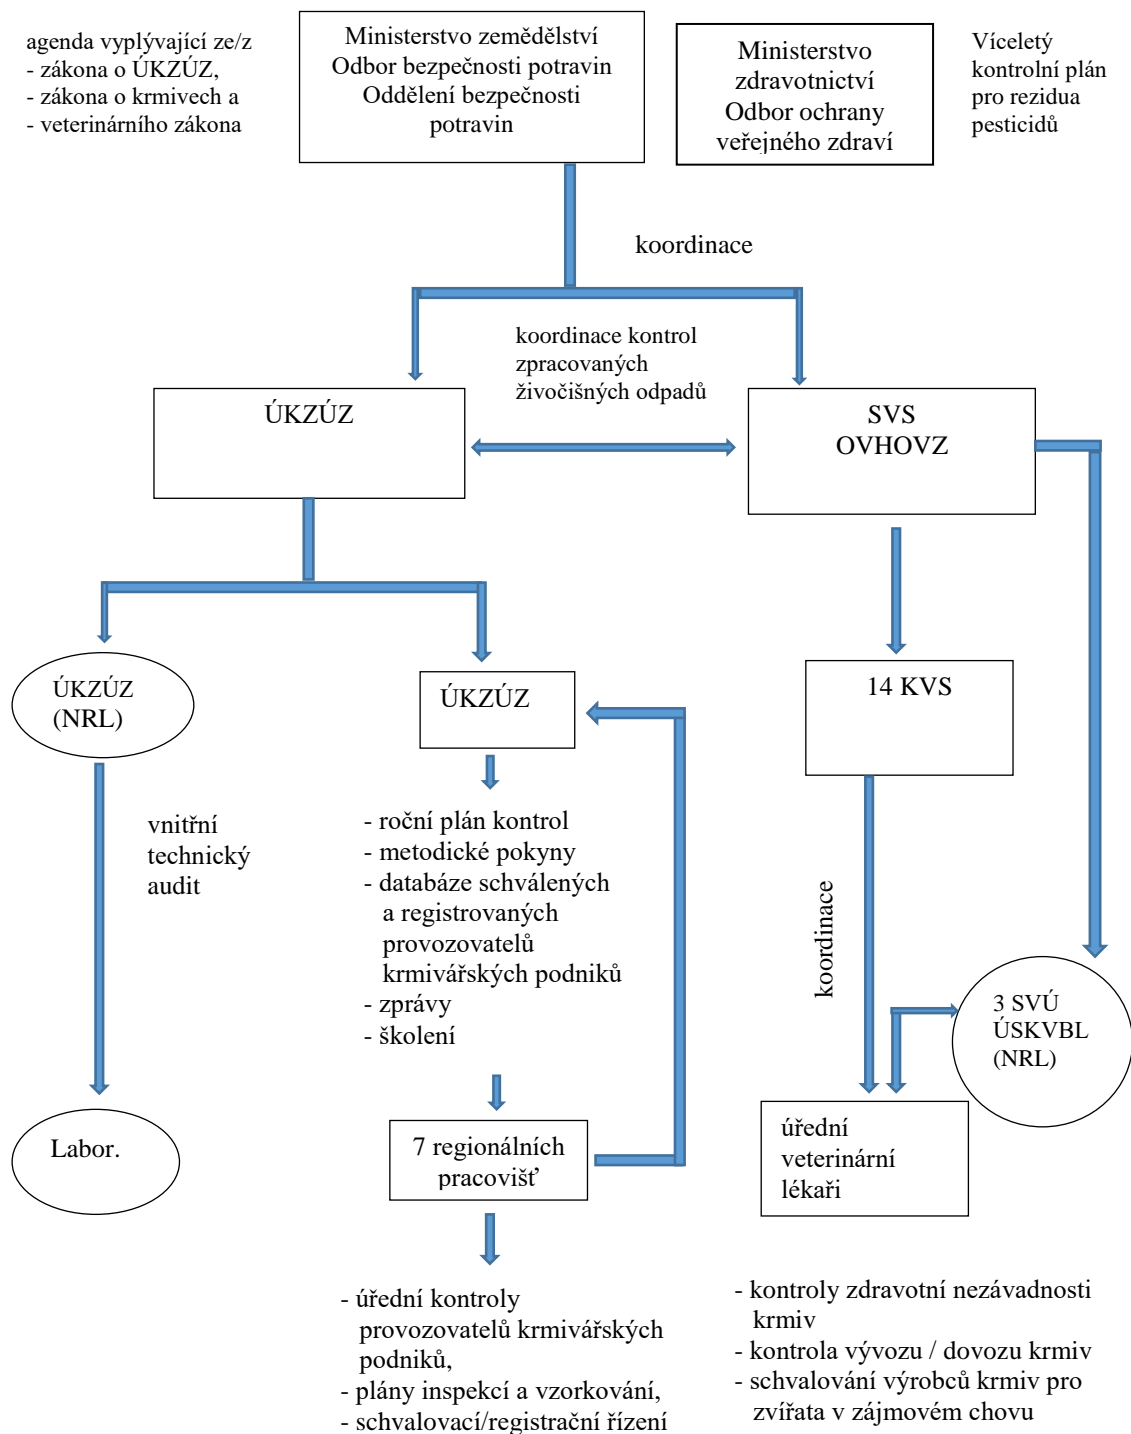 agenda vyplývající ze/z
- zákona o ÚKZÚZ,
- zákona o krmivech a
- veterinárního zákona
Ministerstvo zemědělství
Odbor bezpečnosti potravin
Oddělení bezpečnosti
potravin
Ministerstvo
zdravotnictví
Odbor ochrany
veřejného zdraví
Víceletý
kontrolní plán
pro rezidua
pesticidů
koordinace
koordinace kontrol
zpracovaných
živočišných odpadů
ÚKZÚZ
SVS
OVHOVZ
ÚKZÚZ
(NRL)
ÚKZÚZ
14 KVS
vnitřní
technický
audit
- roční plán kontrol
- metodické pokyny
- databáze schválených
a registrovaných
provozovatelů
krmivářských podniků
- zprávy
- školení
koordinace
3 SVÚ
ÚSKVBL
(NRL)
Labor.
7 regionálních
pracovišť
úřední
veterinární
lékaři
- úřední kontroly
provozovatelů krmivářských
podniků,
- plány inspekcí a vzorkování,
- schvalovací/registrační řízení
- kontroly zdravotní nezávadnosti
krmiv
- kontrola vývozu / dovozu krmiv
- schvalování výrobců krmiv pro
zvířata v zájmovém chovu